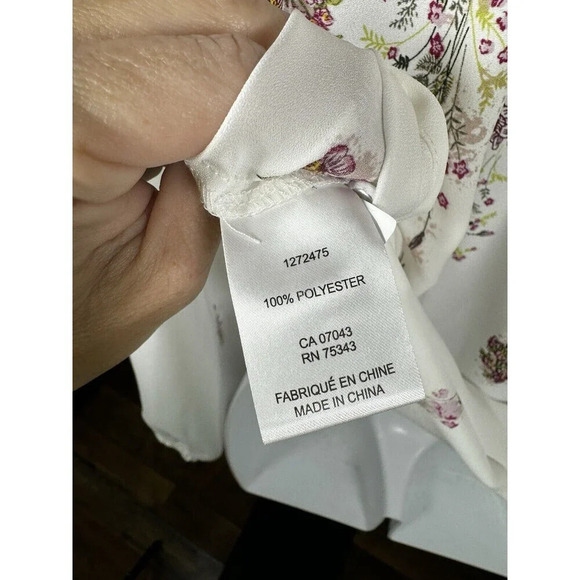 1272475
100% POLYESTER
CA 07043
RN 75343
FABRIQUÉ EN CHINE
MADE IN CHINA